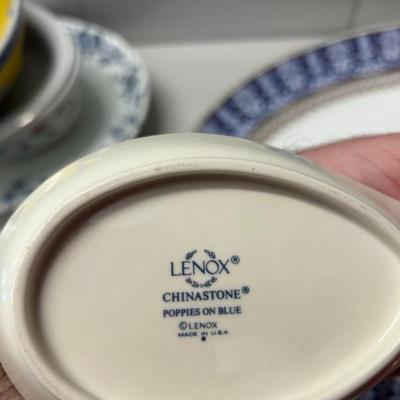 LENOX®
CHINASTONE®
POPPIES ON BLUE
© LENOX
MADE IN U.S.A.